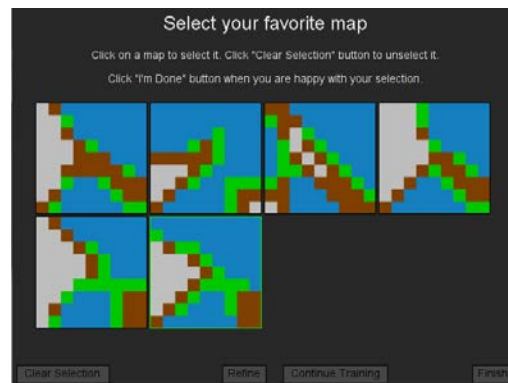 Select your favorite map
Click on a map to select it. Click "Clear Selection" button to unselect it.
Click "I'm Done" button when you are happy with your selection.
Clear Selection
Refine
Continue Training
Finish